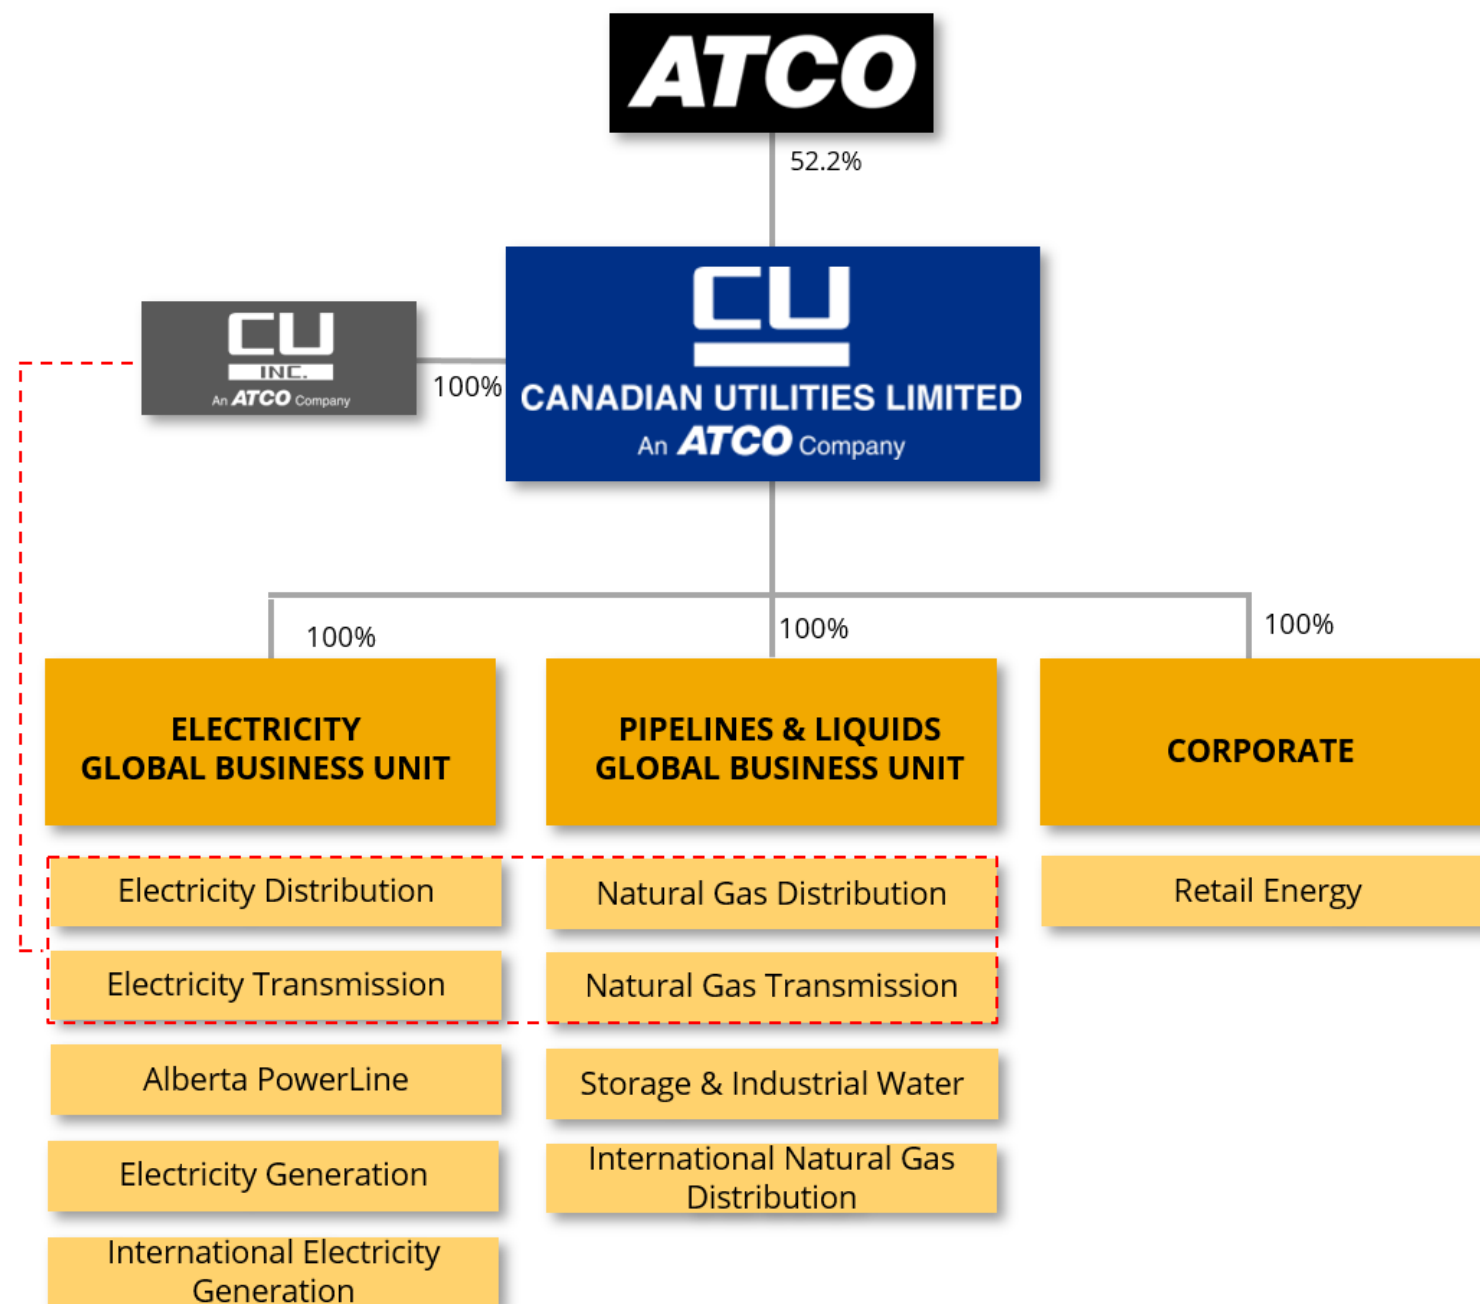 ATCO
52.2%
CU
INC.
An ATCO Company
100%
CU
CANADIAN UTILITIES LIMITED
An ATCO Company
100%
100%
100%
ELECTRICITY
GLOBAL BUSINESS UNIT
PIPELINES & LIQUIDS
GLOBAL BUSINESS UNIT
CORPORATE
Electricity Distribution
Natural Gas Distribution
Retail Energy
Electricity Transmission
Natural Gas Transmission
Alberta PowerLine
Storage & Industrial Water
Electricity Generation
International Natural Gas
Distribution
International Electricity
Generation